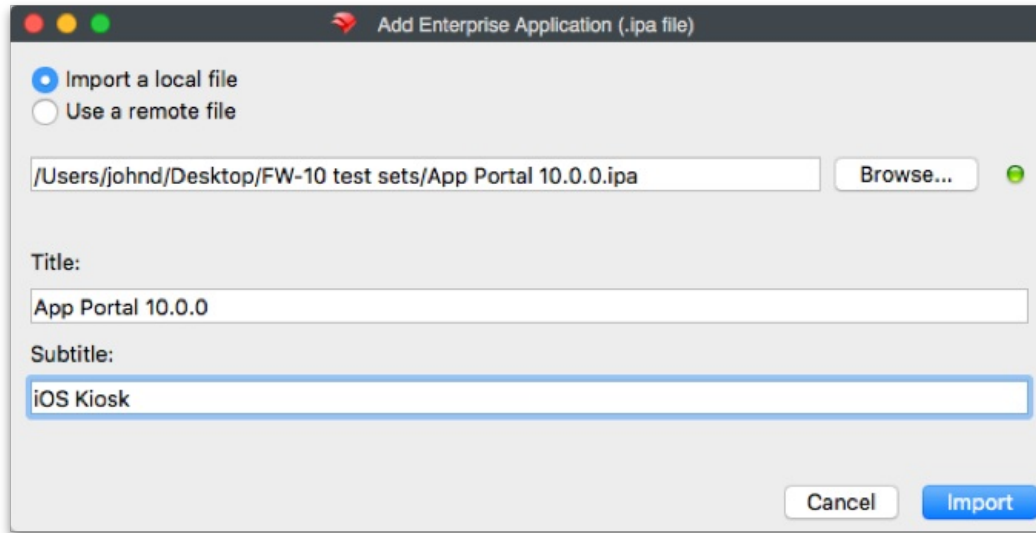 Add Enterprise Application (.ipa file)
Import a local file
Use a remote file
/Users/johnd/Desktop/FW-10 test sets/App Portal 10.0.0.ipa
Browse...
Title:
App Portal 10.0.0
Subtitle:
iOS Kiosk
Cancel
Import